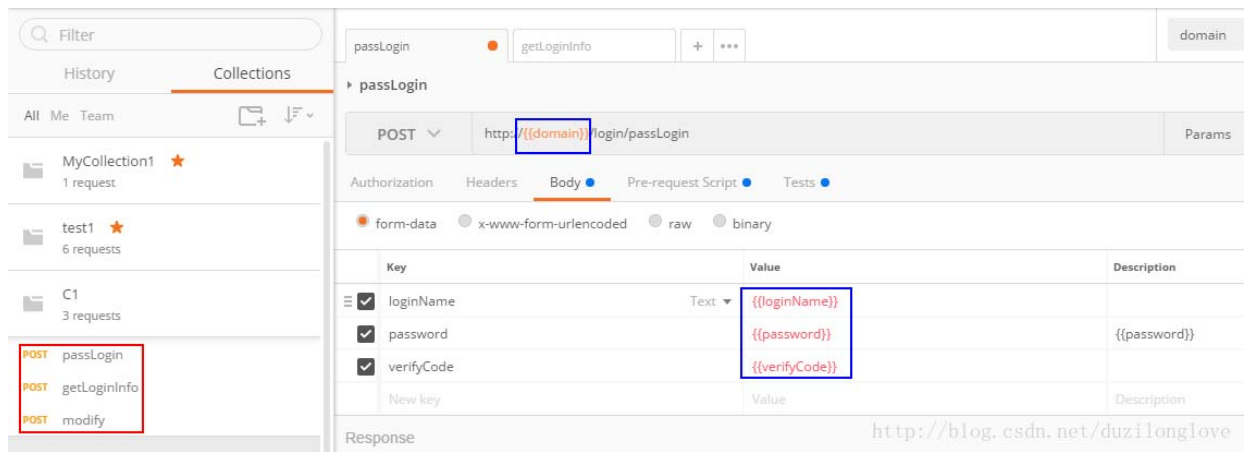 Filter
History Collections
All Me Team
MyCollection1
1 request
test1
6 requests
C1
3 requests
POST passLogin
POST getLoginInfo
POST modify
passLogin getLoginInfo + •••
domain
passLogin
POST http://{{domain}}/login/passLogin Params
Authorization Headers Body Pre-request Script Tests
form-data x-www-form-urlencoded raw binary
Key Value Description
loginName Text {{loginName}}
password {{password}} {{password}}
verifyCode {{verifyCode}}
New key Value Description
Response
http://blog.csdn.net/duzilonglove